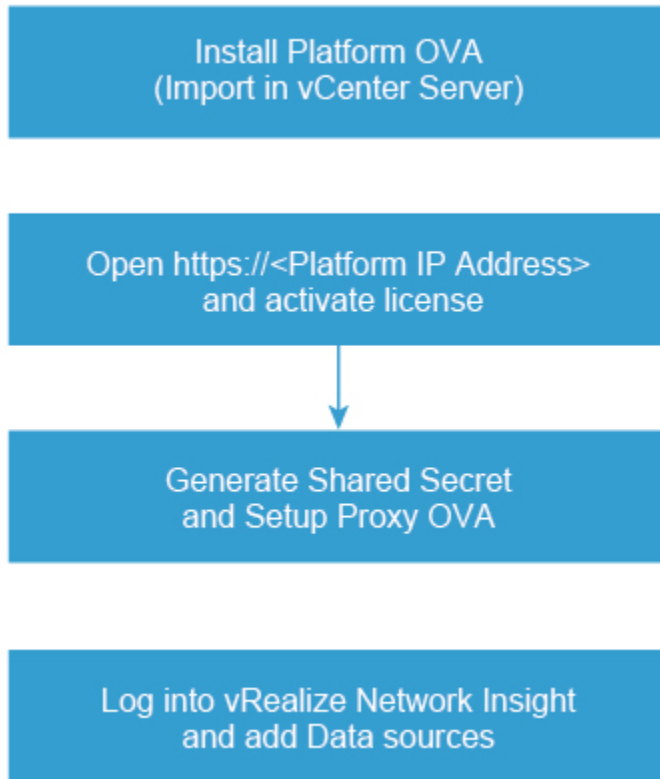 Install Platform OVA
(Import in vCenter Server)
Open https://<Platform IP Address>
and activate license
Generate Shared Secret
and Setup Proxy OVA
Log into vRealize Network Insight
and add Data sources